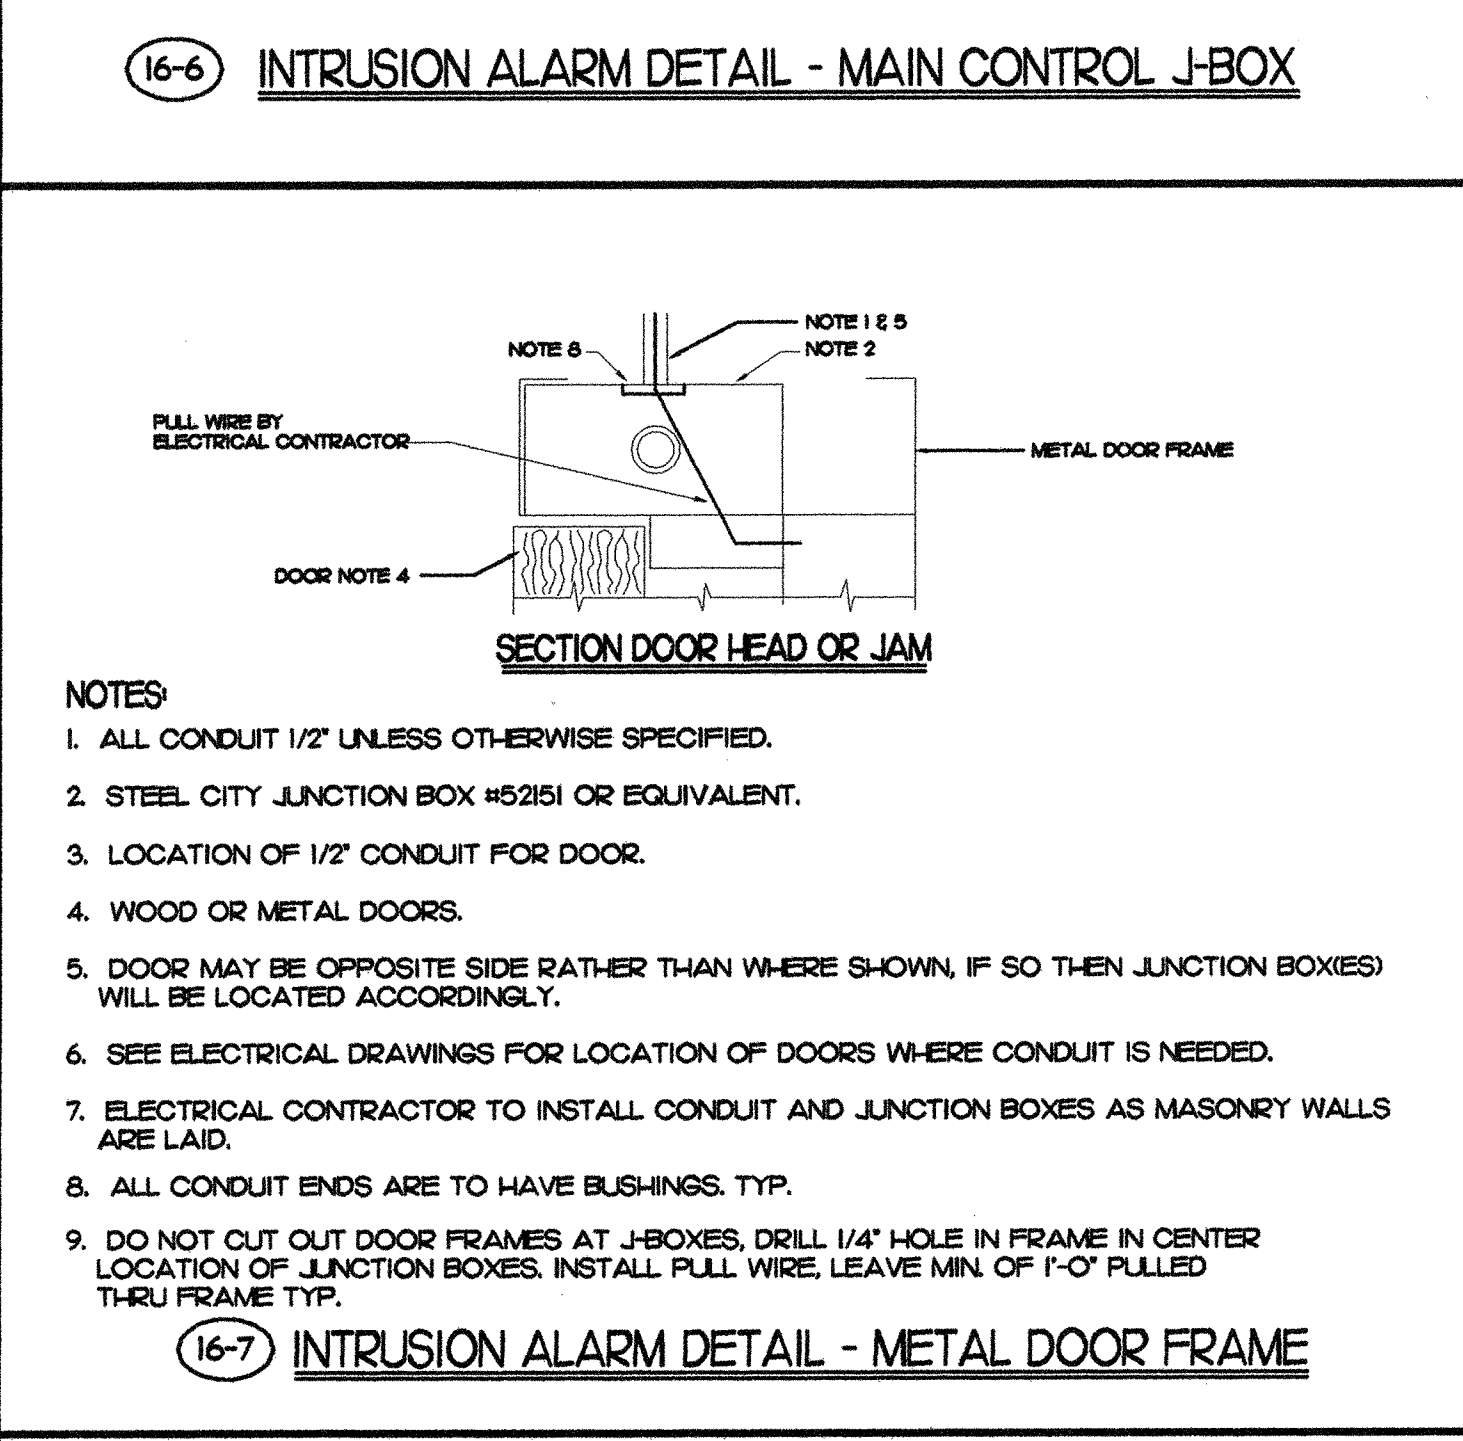 16-6 INTRUSION ALARM DETAIL - MAIN CONTROL J-BOX
NOTE 1 & 5
NOTE 8
NOTE 2
PULL WIRE BY
ELECTRICAL CONTRACTOR
METAL DOOR FRAME
DOOR NOTE 4
SECTION DOOR HEAD OR JAM
NOTES:
1. ALL CONDUIT 1/2" UNLESS OTHERWISE SPECIFIED.
2. STEEL CITY JUNCTION BOX #52151 OR EQUIVALENT.
3. LOCATION OF 1/2" CONDUIT FOR DOOR.
4. WOOD OR METAL DOORS.
5. DOOR MAY BE OPPOSITE SIDE RATHER THAN WHERE SHOWN, IF SO THEN JUNCTION BOX(ES)
WILL BE LOCATED ACCORDINGLY.
6. SEE ELECTRICAL DRAWINGS FOR LOCATION OF DOORS WHERE CONDUIT IS NEEDED.
7. ELECTRICAL CONTRACTOR TO INSTALL CONDUIT AND JUNCTION BOXES AS MASONRY WALLS
ARE LAID.
8. ALL CONDUIT ENDS ARE TO HAVE BUSHINGS. TYP.
9. DO NOT CUT OUT DOOR FRAMES AT J-BOXES, DRILL 1/4" HOLE IN FRAME IN CENTER
LOCATION OF JUNCTION BOXES. INSTALL PULL WIRE, LEAVE MIN. OF 1'-0" PULLED
THRU FRAME TYP.
16-7 INTRUSION ALARM DETAIL - METAL DOOR FRAME